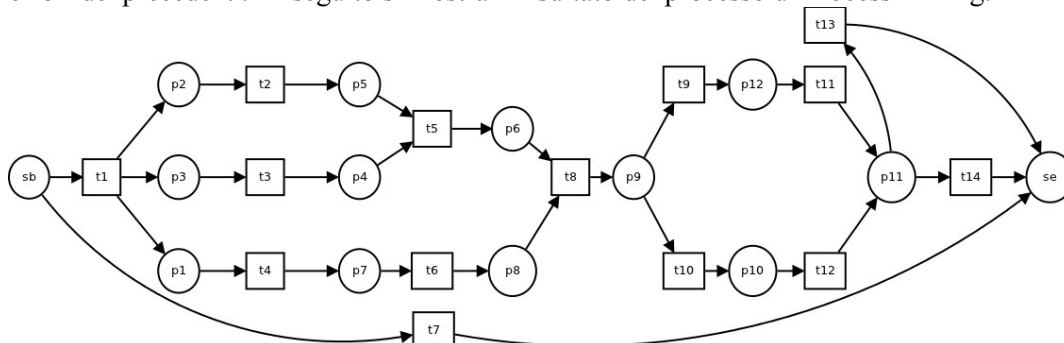 t13
p2 t2 p5 t9 p12 t11
t5 p6
sb t1 p3 t3 p4 t8 p9 p11 t14 se
p1 t4 p7 t6 p8 t10 p10 t12
t7